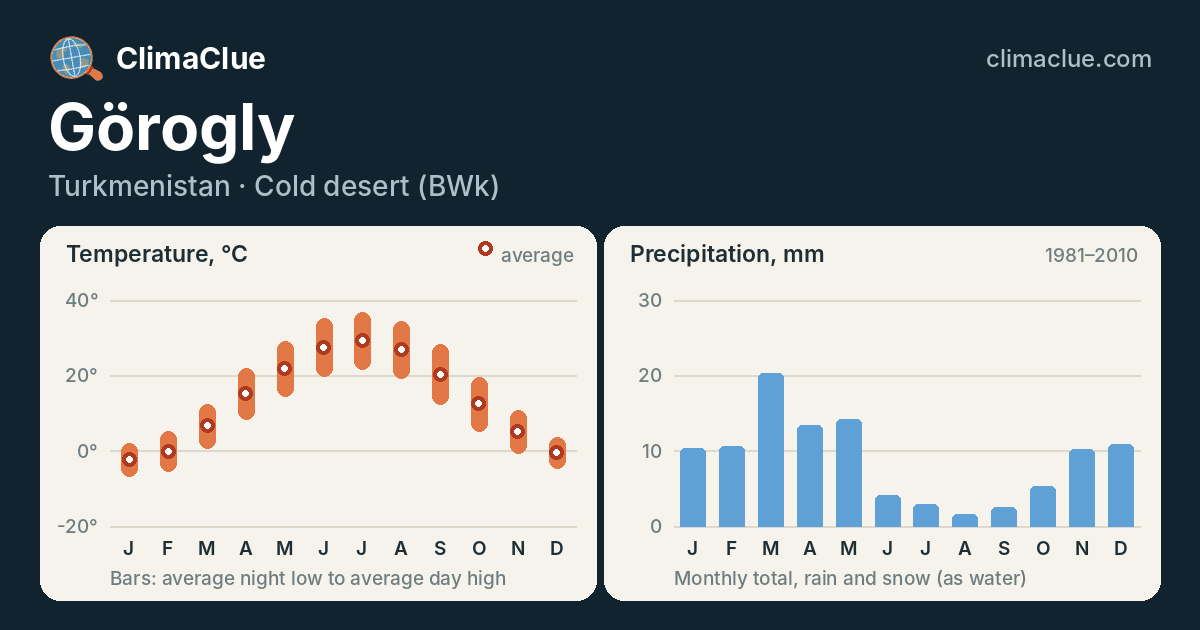 ClimaClue
climaclue.com
Görogly
Turkmenistan · Cold desert (BWk)
Temperature, °C
average
40°
20°
0°
-20°
J F M A M J J A S O N D
Bars: average night low to average day high
Precipitation, mm
1981–2010
30
20
10
0
J F M A M J J A S O N D
Monthly total, rain and snow (as water)